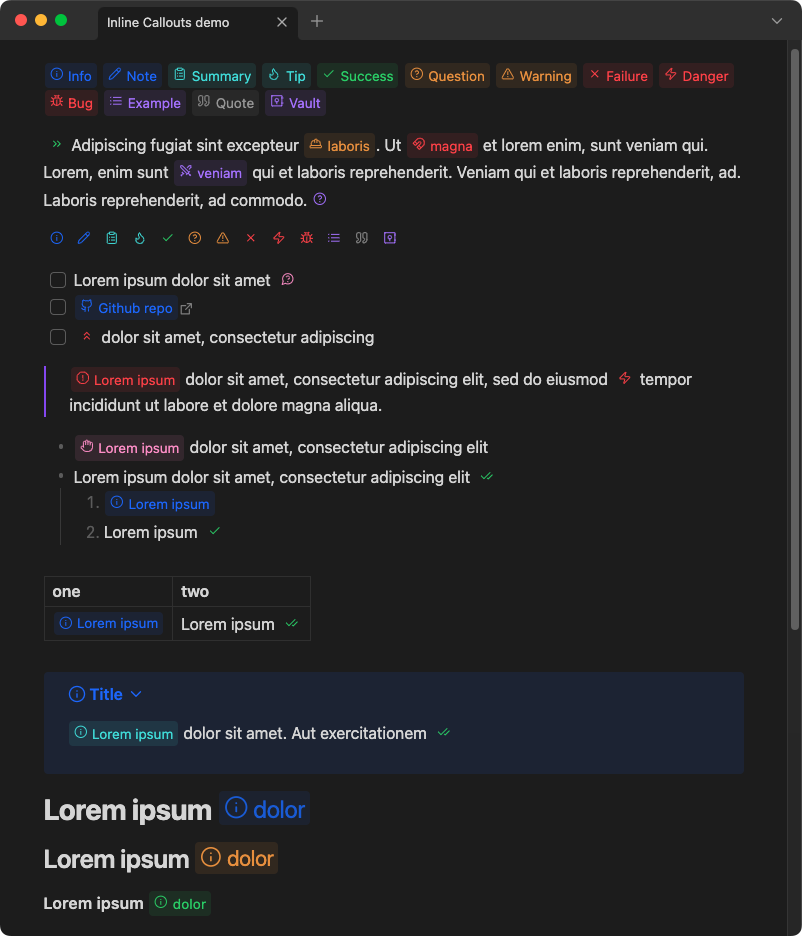 Inline Callouts demo
Info Note Summary Tip Success Question Warning Failure Danger
Bug Example Quote Vault
Adipiscing fugiat sint excepteur laboris . Ut magna et lorem enim, sunt veniam qui.
Lorem, enim sunt veniam qui et laboris reprehenderit. Veniam qui et laboris reprehenderit, ad.
Laboris reprehenderit, ad commodo.
Lorem ipsum dolor sit amet
Github repo
dolor sit amet, consectetur adipiscing
Lorem ipsum dolor sit amet, consectetur adipiscing elit, sed do eiusmod tempor
incididunt ut labore et dolore magna aliqua.
Lorem ipsum dolor sit amet, consectetur adipiscing elit
Lorem ipsum dolor sit amet, consectetur adipiscing elit
1. Lorem ipsum
2. Lorem ipsum
one two
Lorem ipsum Lorem ipsum
Title
Lorem ipsum dolor sit amet. Aut exercitationem
Lorem ipsum dolor
Lorem ipsum dolor
Lorem ipsum dolor